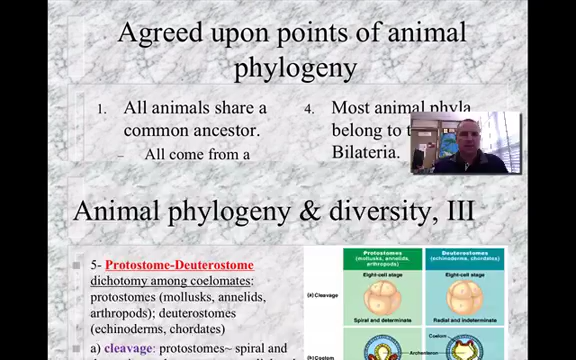 Agreed upon points of animal
phylogeny
1. All animals share a
common ancestor.
– All come from a
4. Most animal phyla
belong to
Bilateria.
Animal phylogeny & diversity, III
5- Protostome-Deuterostome
dichotomy among coelomates:
protostomes (mollusks, annelids,
arthropods); deuterostomes
(echinoderms, chordates)
a) cleavage: protostomes~ spiral and
Protostomes
(mollusks, annelids,
arthropods)
Deuterostomes
(echinoderms, chordates)
Eight-cell stage
Eight-cell stage
(a) Cleavage
Spiral and determinate
Radial and indeterminate
(b) Coelom
Coelom
Archenteron